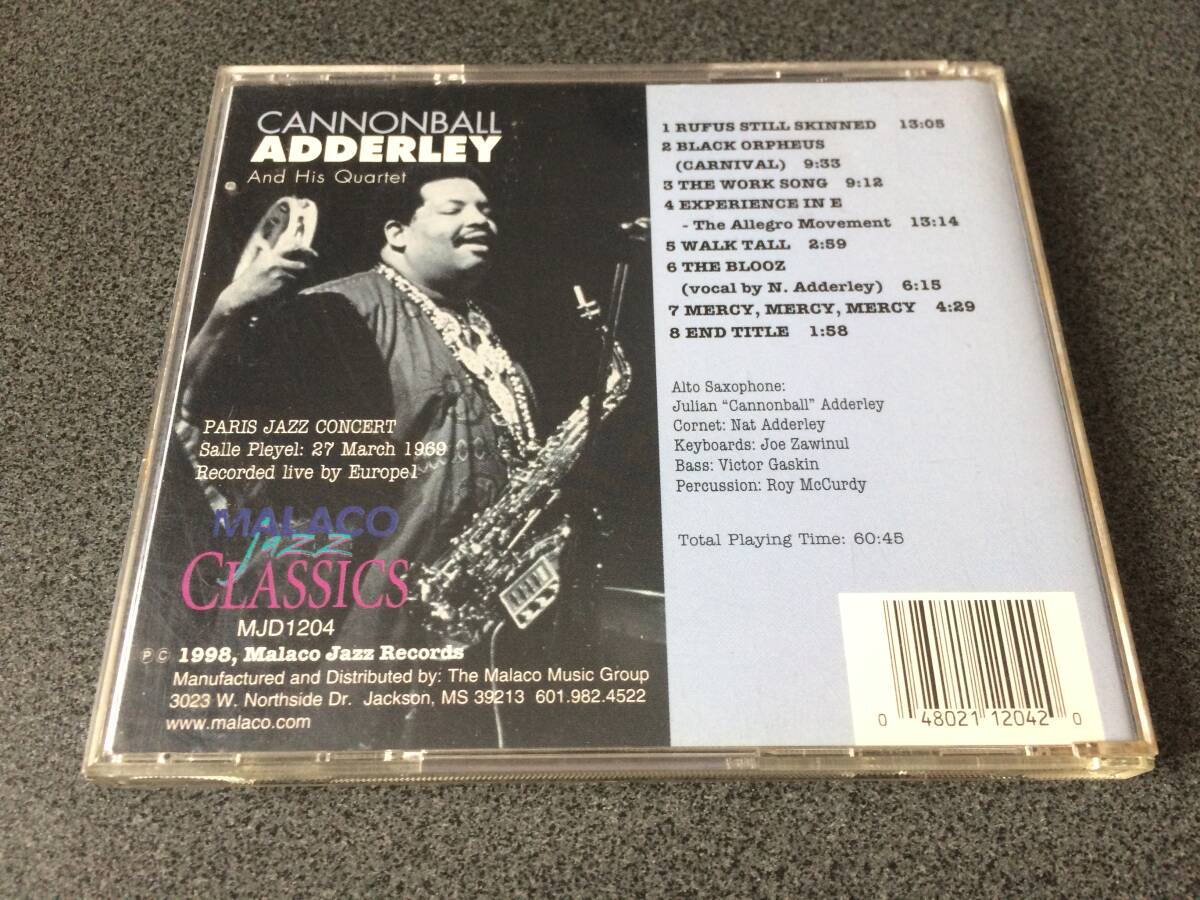 CANNONBALL
ADDERLEY
And His Quartet
PARIS JAZZ CONCERT
Salle Pleyel: 27 March 1969
Recorded live by Europe1
MALACO
jazz
CLASSICS
MJD1204
Ⓟ © 1998, Malaco Jazz Records
Manufactured and Distributed by: The Malaco Music Group
3023 W. Northside Dr. Jackson, MS 39213 601.982.4522
www.malaco.com
1 RUFUS STILL SKINNED 13:05
2 BLACK ORPHEUS
(CARNIVAL) 9:33
3 THE WORK SONG 9:12
4 EXPERIENCE IN E
- The Allegro Movement 13:14
5 WALK TALL 2:59
6 THE BLOOZ
(vocal by N. Adderley) 6:15
7 MERCY, MERCY, MERCY 4:29
8 END TITLE 1:58
Alto Saxophone:
Julian “Cannonball” Adderley
Cornet: Nat Adderley
Keyboards: Joe Zawinul
Bass: Victor Gaskin
Percussion: Roy McCurdy
Total Playing Time: 60:45
0 48021 12042 0